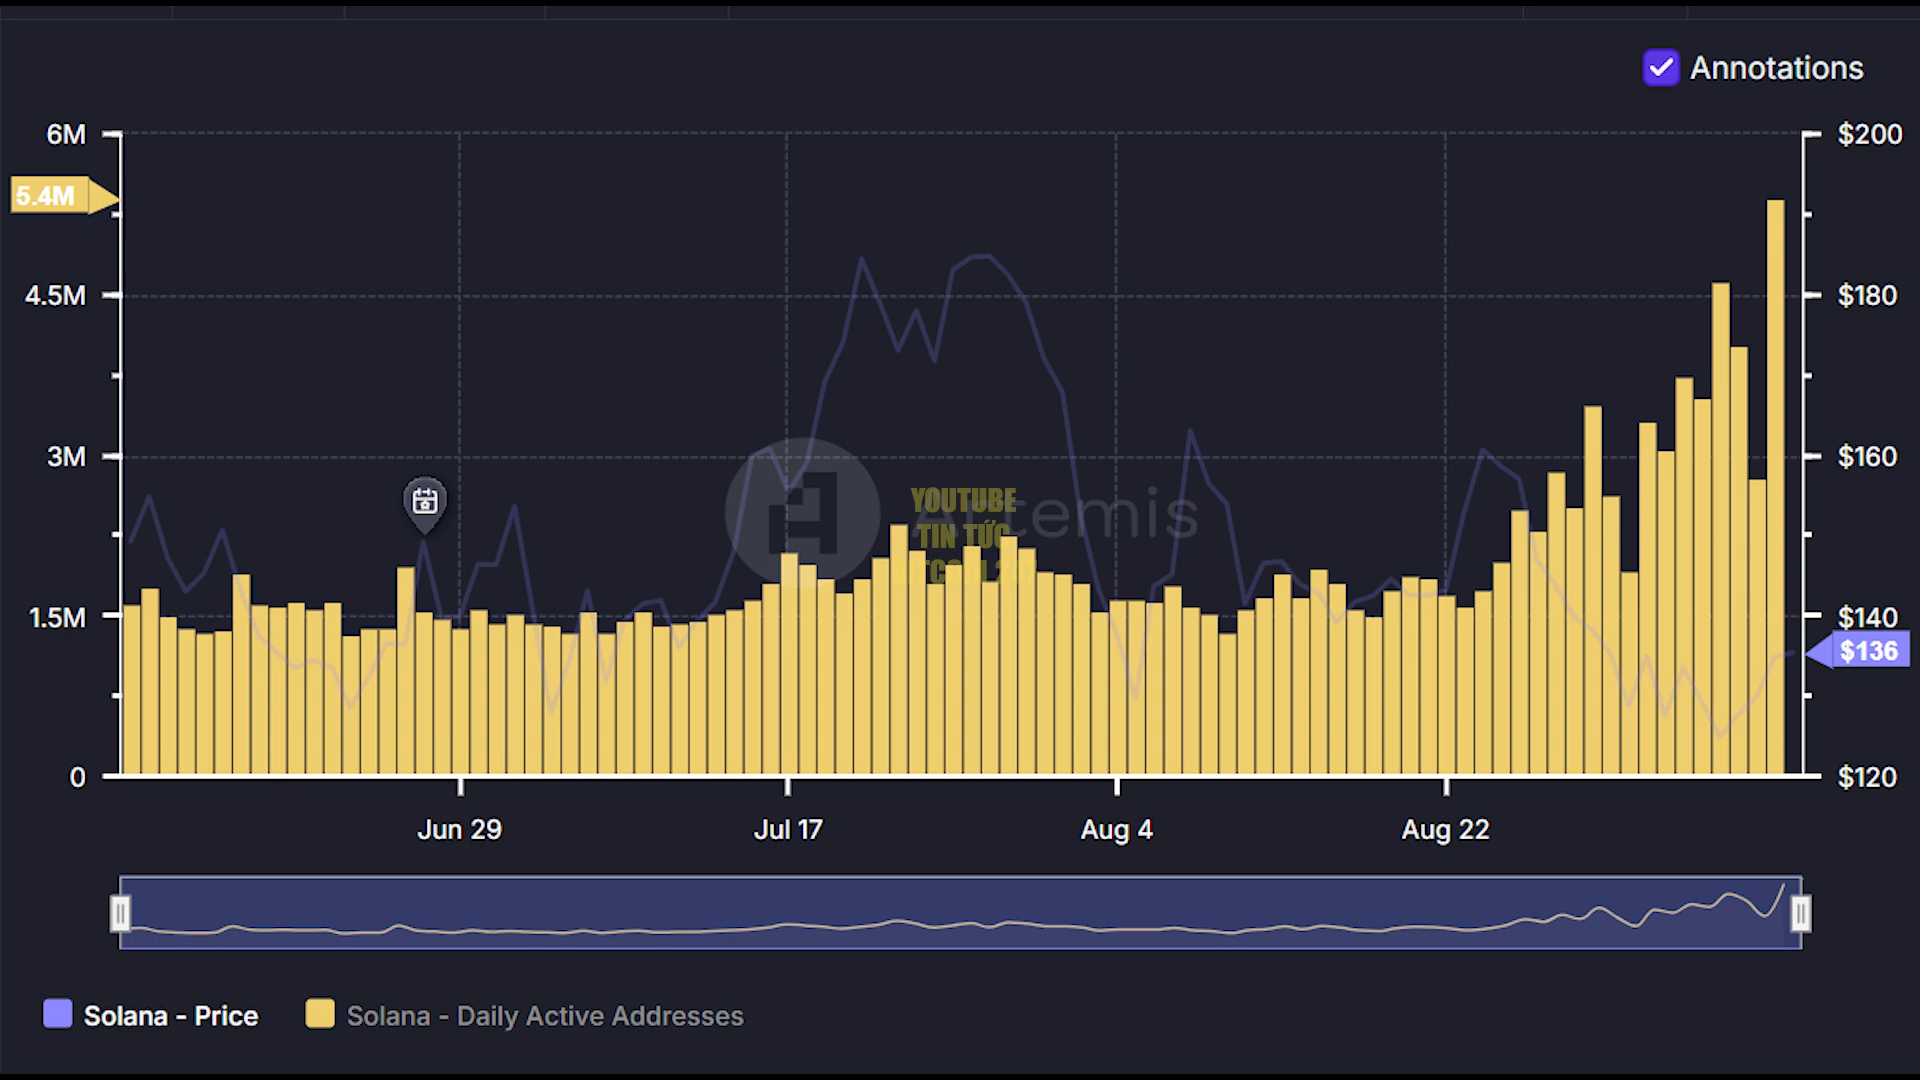 Annotations
6M
$200
5.4M
4.5M
$180
3M
$160
YOUTUBE
Artemis
TIN TỨC
1.5M
$140
$136
0
$120
Jun 29
Jul 17
Aug 4
Aug 22
Solana - Price
Solana - Daily Active Addresses